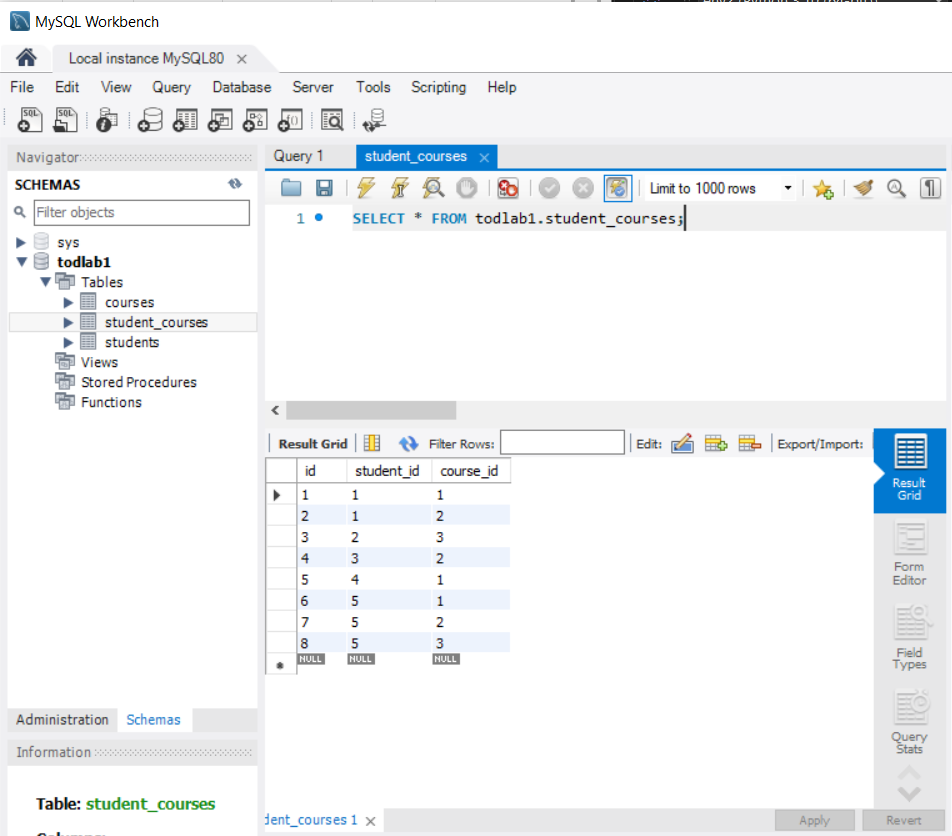 MySQL Workbench
Local instance MySQL80
File Edit View Query Database Server Tools Scripting Help
Navigator
SCHEMAS
Filter objects
sys
todlab1
Tables
courses
student_courses
students
Views
Stored Procedures
Functions
Administration Schemas
Information
Table: student_courses
Query 1 student_courses
Limit to 1000 rows
1 SELECT * FROM todlab1.student_courses;
Result Grid Filter Rows: Edit: Export/Import:
id student_id course_id
1 1 1
2 1 2
3 2 3
4 3 2
5 4 1
6 5 1
7 5 2
8 5 3
NULL NULL NULL
Result
Grid
Form
Editor
Field
Types
Query
Stats
dent_courses 1
Apply Revert